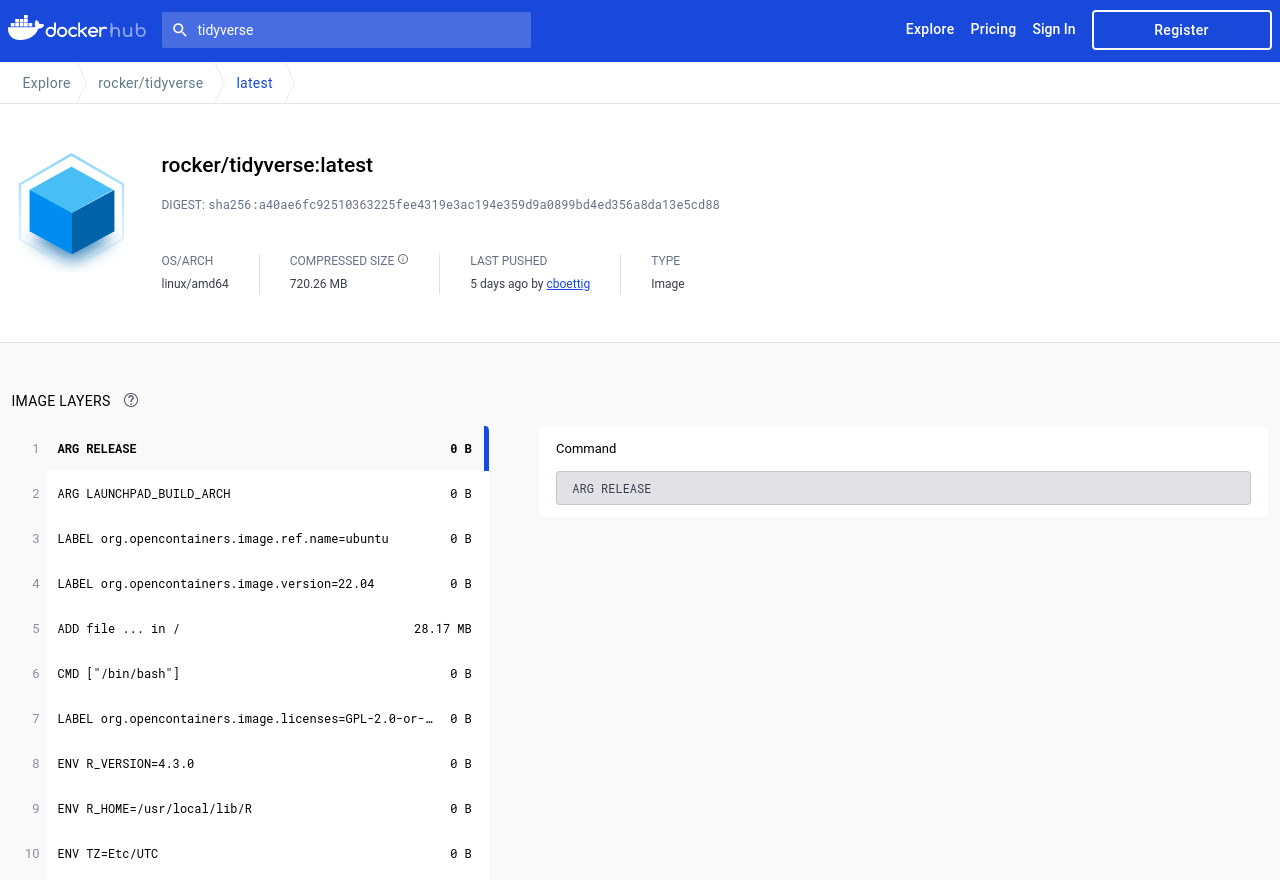 dockerhub
tidyverse
Explore
Pricing
Sign In
Register
Explore
rocker/tidyverse
latest
rocker/tidyverse:latest
DIGEST: sha256:a40ae6fc92510363225fee4319e3ac194e359d9a0899bd4ed356a8da13e5cd88
OS/ARCH
linux/amd64
COMPRESSED SIZE
720.26 MB
LAST PUSHED
5 days ago by cboettig
TYPE
Image
IMAGE LAYERS
1 ARG RELEASE 0 B
2 ARG LAUNCHPAD_BUILD_ARCH 0 B
3 LABEL org.opencontainers.image.ref.name=ubuntu 0 B
4 LABEL org.opencontainers.image.version=22.04 0 B
5 ADD file ... in / 28.17 MB
6 CMD ["/bin/bash"] 0 B
7 LABEL org.opencontainers.image.licenses=GPL-2.0-or-… 0 B
8 ENV R_VERSION=4.3.0 0 B
9 ENV R_HOME=/usr/local/lib/R 0 B
10 ENV TZ=Etc/UTC 0 B
Command
ARG RELEASE